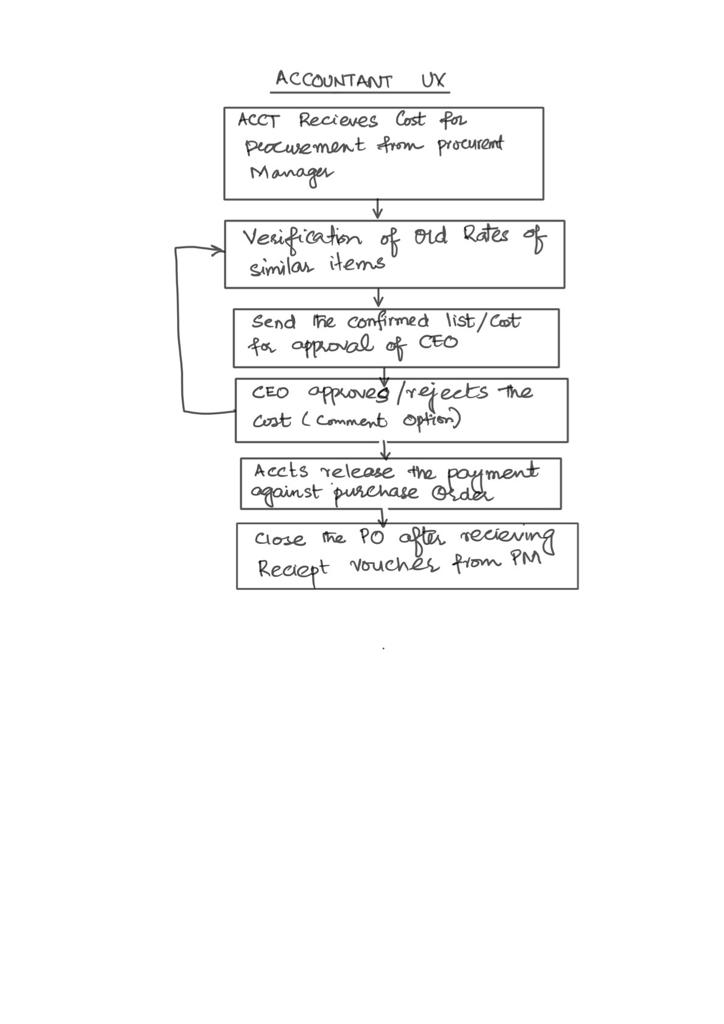 ACCOUNTANT UX
ACCT Recieves Cost for
procurement from procurent
Manager
Verification of Old Rates of
similar items
Send the confirmed list/Cost
for approval of CEO
CEO approves/rejects the
Cost (Comment Option)
Accts release the payment
against purchase Order
Close the PO after recieving
Reciept voucher from PM